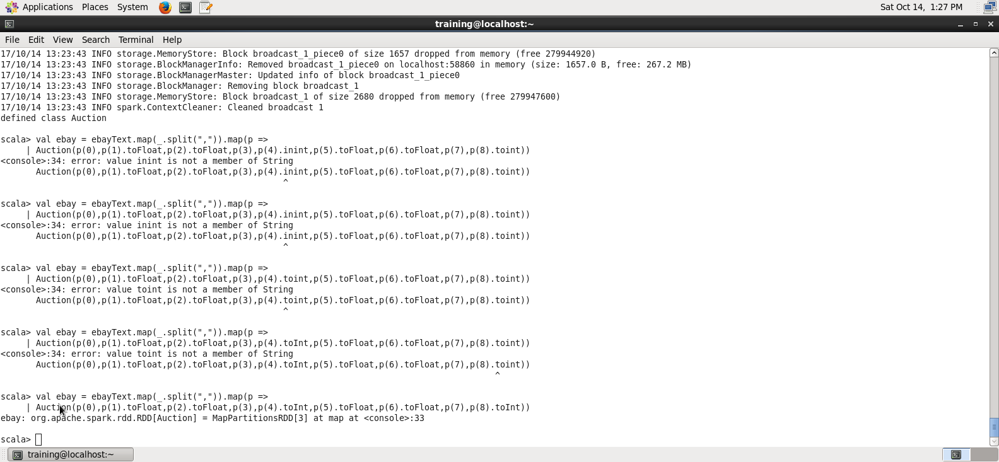 Applications Places System Sat Oct 14, 1:27 PM
training@localhost:~
File Edit View Search Terminal Help
17/10/14 13:23:43 INFO storage.MemoryStore: Block broadcast_1_piece0 of size 1657 dropped from memory (free 279944920)
17/10/14 13:23:43 INFO storage.BlockManagerInfo: Removed broadcast_1_piece0 on localhost:58860 in memory (size: 1657.0 B, free: 267.2 MB)
17/10/14 13:23:43 INFO storage.BlockManagerMaster: Updated info of block broadcast_1_piece0
17/10/14 13:23:43 INFO storage.BlockManager: Removing block broadcast_1
17/10/14 13:23:43 INFO storage.MemoryStore: Block broadcast_1 of size 2680 dropped from memory (free 279947600)
17/10/14 13:23:43 INFO spark.ContextCleaner: Cleaned broadcast 1
defined class Auction
scala> val ebay = ebayText.map(_.split(",")).map(p =>
     | Auction(p(0),p(1).toFloat,p(2).toFloat,p(3),p(4).inint,p(5).toFloat,p(6).toFloat,p(7),p(8).toint))
<console>:34: error: value inint is not a member of String
       Auction(p(0),p(1).toFloat,p(2).toFloat,p(3),p(4).inint,p(5).toFloat,p(6).toFloat,p(7),p(8).toint))
                                                        ^
scala> val ebay = ebayText.map(_.split(",")).map(p =>
     | Auction(p(0),p(1).toFloat,p(2).toFloat,p(3),p(4).inint,p(5).toFloat,p(6).toFloat,p(7),p(8).toint))
<console>:34: error: value inint is not a member of String
       Auction(p(0),p(1).toFloat,p(2).toFloat,p(3),p(4).inint,p(5).toFloat,p(6).toFloat,p(7),p(8).toint))
                                                        ^
scala> val ebay = ebayText.map(_.split(",")).map(p =>
     | Auction(p(0),p(1).toFloat,p(2).toFloat,p(3),p(4).toint,p(5).toFloat,p(6).toFloat,p(7),p(8).toint))
<console>:34: error: value toint is not a member of String
       Auction(p(0),p(1).toFloat,p(2).toFloat,p(3),p(4).toint,p(5).toFloat,p(6).toFloat,p(7),p(8).toint))
                                                        ^
scala> val ebay = ebayText.map(_.split(",")).map(p =>
     | Auction(p(0),p(1).toFloat,p(2).toFloat,p(3),p(4).toInt,p(5).toFloat,p(6).toFloat,p(7),p(8).toint))
<console>:34: error: value toint is not a member of String
       Auction(p(0),p(1).toFloat,p(2).toFloat,p(3),p(4).toInt,p(5).toFloat,p(6).toFloat,p(7),p(8).toint))
                                                                                                  ^
scala> val ebay = ebayText.map(_.split(",")).map(p =>
     | Auction(p(0),p(1).toFloat,p(2).toFloat,p(3),p(4).toInt,p(5).toFloat,p(6).toFloat,p(7),p(8).toInt))
ebay: org.apache.spark.rdd.RDD[Auction] = MapPartitionsRDD[3] at map at <console>:33
scala>
training@localhost:~